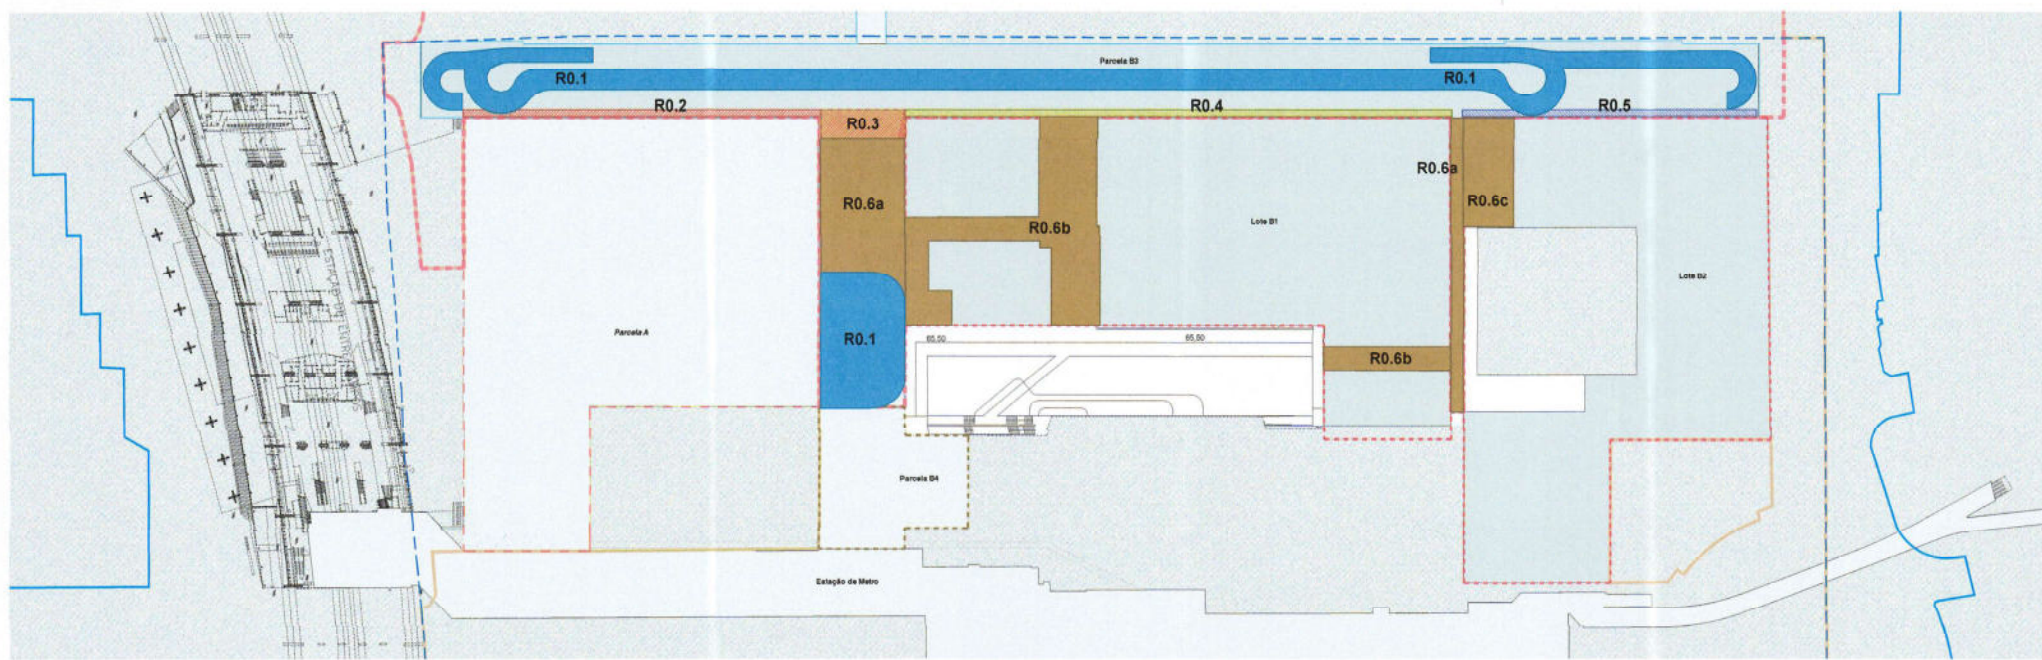 Parcela B3
R0.1
R0.1
R0.2
R0.4
R0.5
R0.3
R0.6a
R0.6a
R0.6c
R0.6b
Lote B1
Lote B2
Parcela A
R0.1
65,50
65,50
R0.6b
Parcela B4
Estação de Metro